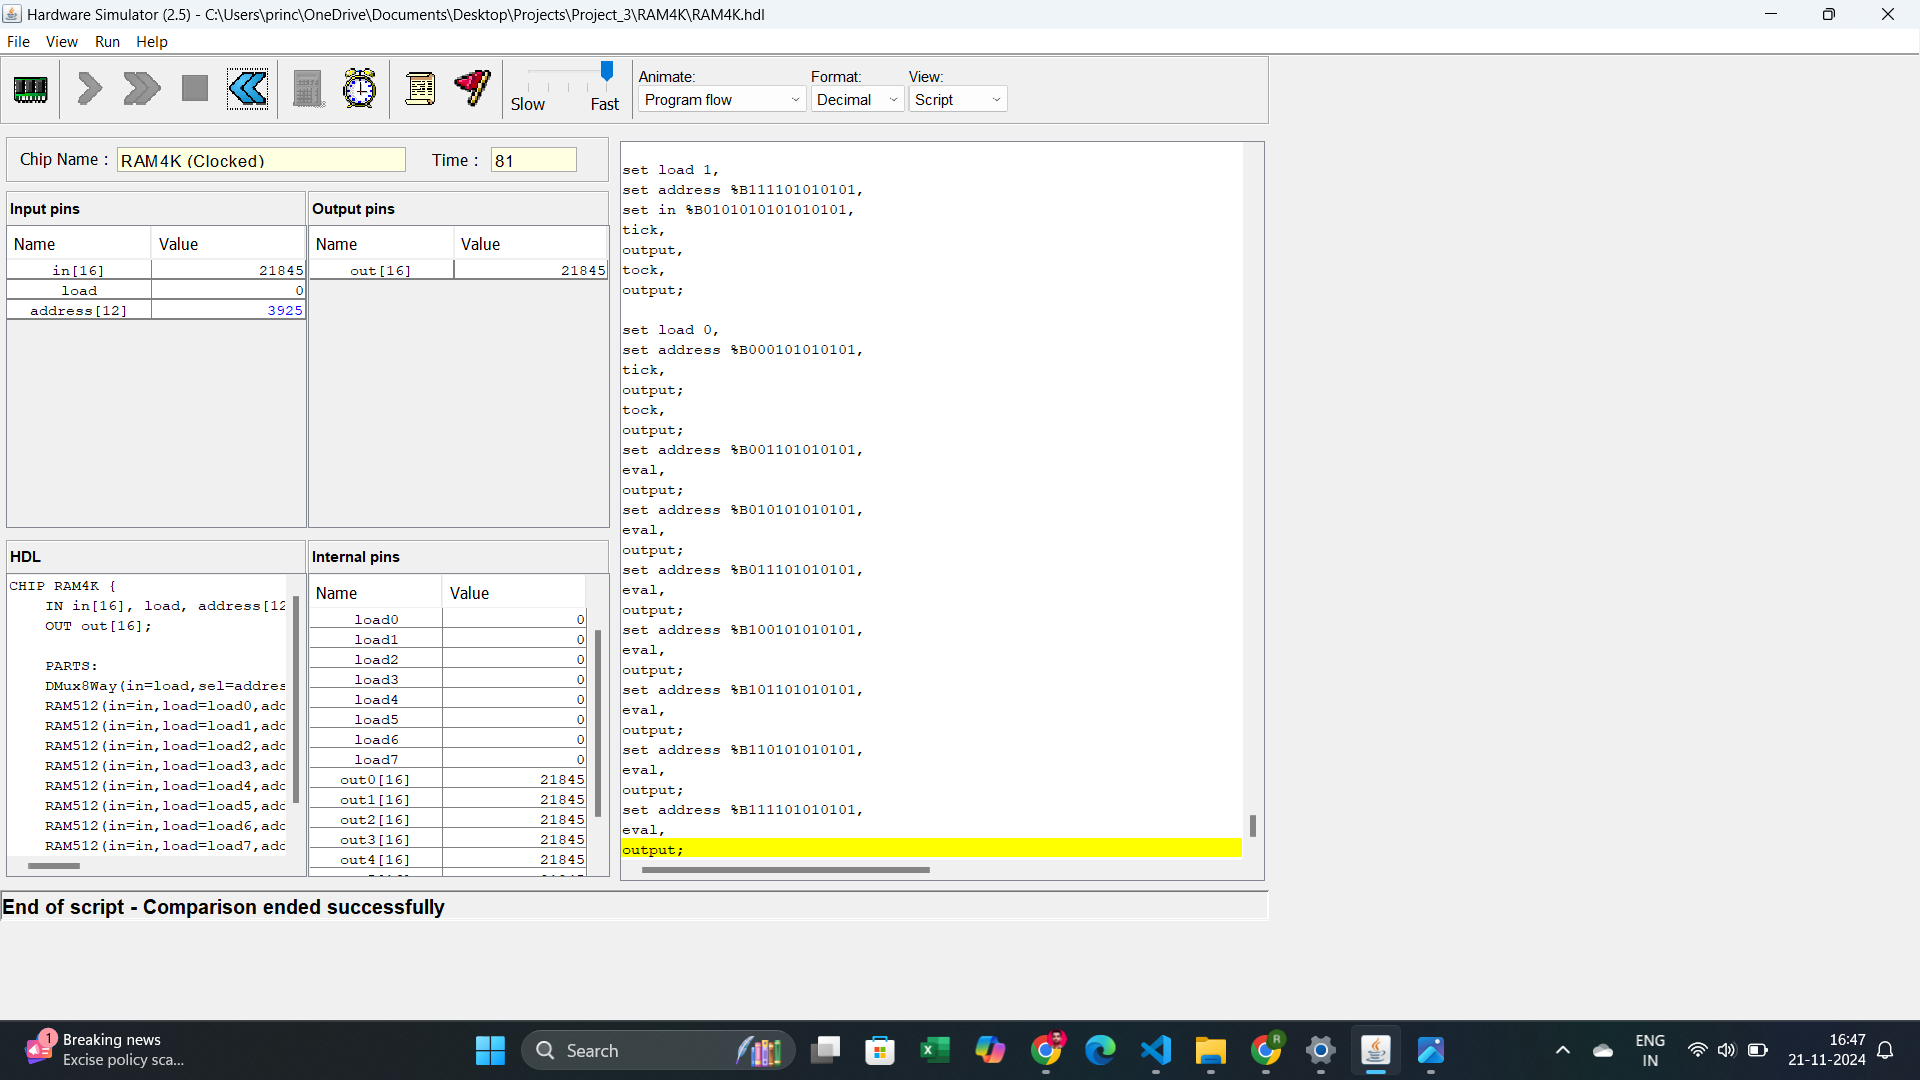 Hardware Simulator (2.5) - C:\Users\princ\OneDrive\Documents\Desktop\Projects\Project_3\RAM4K\RAM4K.hdl
File View Run Help
Slow Fast
Animate: Format: View:
Program flow Decimal Script
Chip Name : RAM4K (Clocked) Time : 81
Input pins
Name Value
in[16] 21845
load 0
address[12] 3925
Output pins
Name Value
out[16] 21845
HDL
CHIP RAM4K {
IN in[16], load, address[12
OUT out[16];
PARTS:
DMux8Way(in=load,sel=addres
RAM512(in=in,load=load0,add
RAM512(in=in,load=load1,add
RAM512(in=in,load=load2,add
RAM512(in=in,load=load3,add
RAM512(in=in,load=load4,add
RAM512(in=in,load=load5,add
RAM512(in=in,load=load6,add
RAM512(in=in,load=load7,add
Internal pins
Name Value
load0 0
load1 0
load2 0
load3 0
load4 0
load5 0
load6 0
load7 0
out0[16] 21845
out1[16] 21845
out2[16] 21845
out3[16] 21845
out4[16] 21845
set load 1,
set address %B111101010101,
set in %B0101010101010101,
tick,
output,
tock,
output;
set load 0,
set address %B000101010101,
tick,
output;
tock,
output;
set address %B001101010101,
eval,
output;
set address %B010101010101,
eval,
output;
set address %B011101010101,
eval,
output;
set address %B100101010101,
eval,
output;
set address %B101101010101,
eval,
output;
set address %B110101010101,
eval,
output;
set address %B111101010101,
eval,
output;
End of script - Comparison ended successfully
1
Breaking news
Excise policy sca...
Search
R
ENG
IN
16:47
21-11-2024